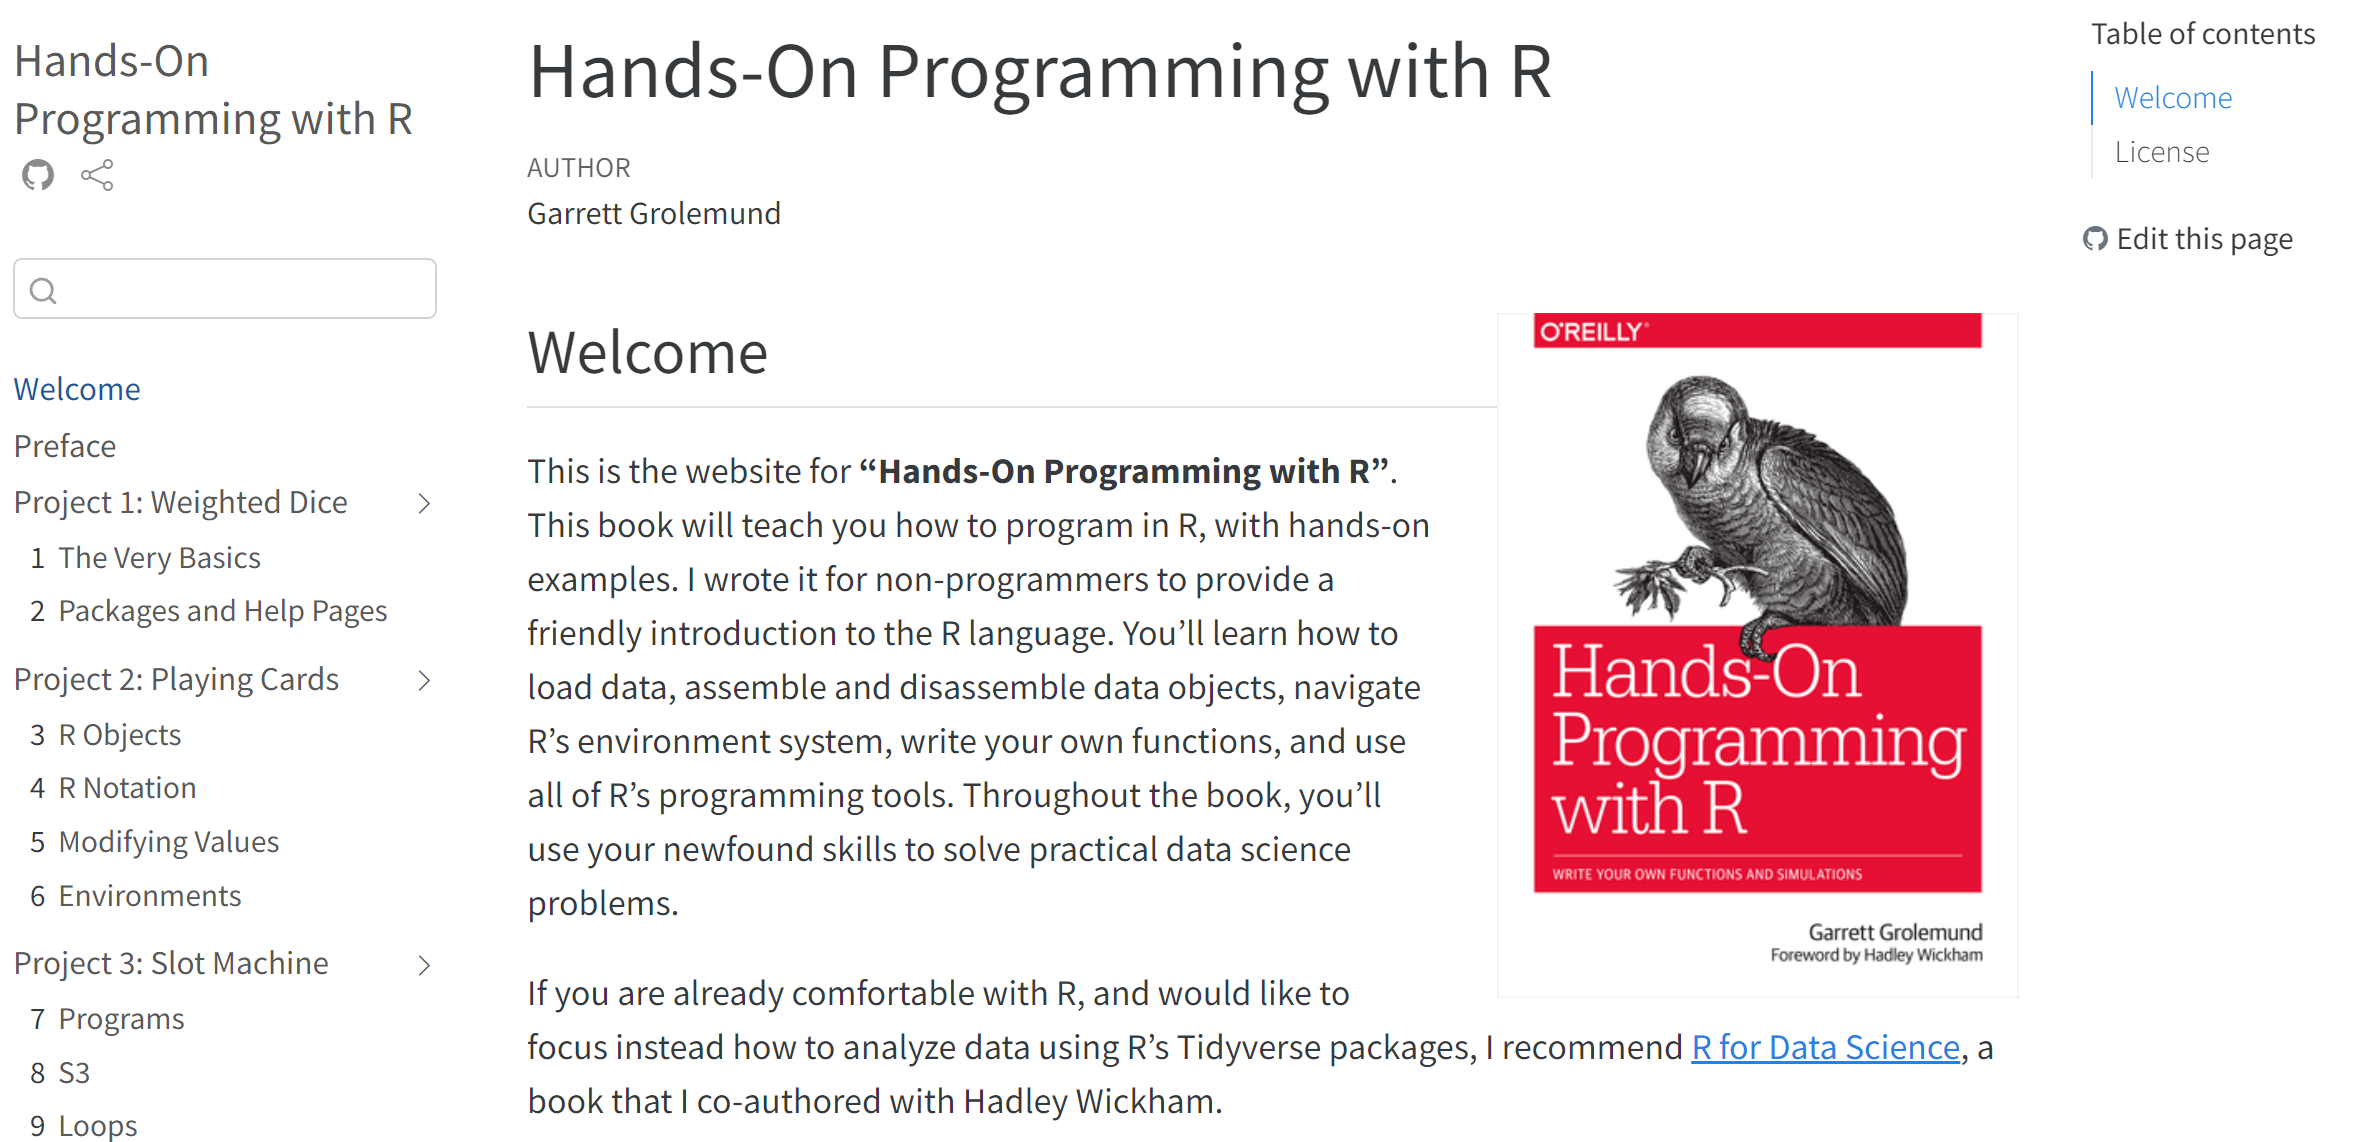 Hands-On
Programming with R
Welcome
Preface
Project 1: Weighted Dice
1 The Very Basics
2 Packages and Help Pages
Project 2: Playing Cards
3 R Objects
4 R Notation
5 Modifying Values
6 Environments
Project 3: Slot Machine
7 Programs
8 S3
9 Loops
Hands-On Programming with R
AUTHOR
Garrett Grolemund
Welcome
This is the website for “Hands-On Programming with R”.
This book will teach you how to program in R, with hands-on
examples. I wrote it for non-programmers to provide a
friendly introduction to the R language. You’ll learn how to
load data, assemble and disassemble data objects, navigate
R’s environment system, write your own functions, and use
all of R’s programming tools. Throughout the book, you’ll
use your newfound skills to solve practical data science
problems.
If you are already comfortable with R, and would like to
focus instead how to analyze data using R’s Tidyverse packages, I recommend R for Data Science, a
book that I co-authored with Hadley Wickham.
O'REILLY®
Hands-On
Programming
with R
WRITE YOUR OWN FUNCTIONS AND SIMULATIONS
Garrett Grolemund
Foreword by Hadley Wickham
Table of contents
Welcome
License
Edit this page